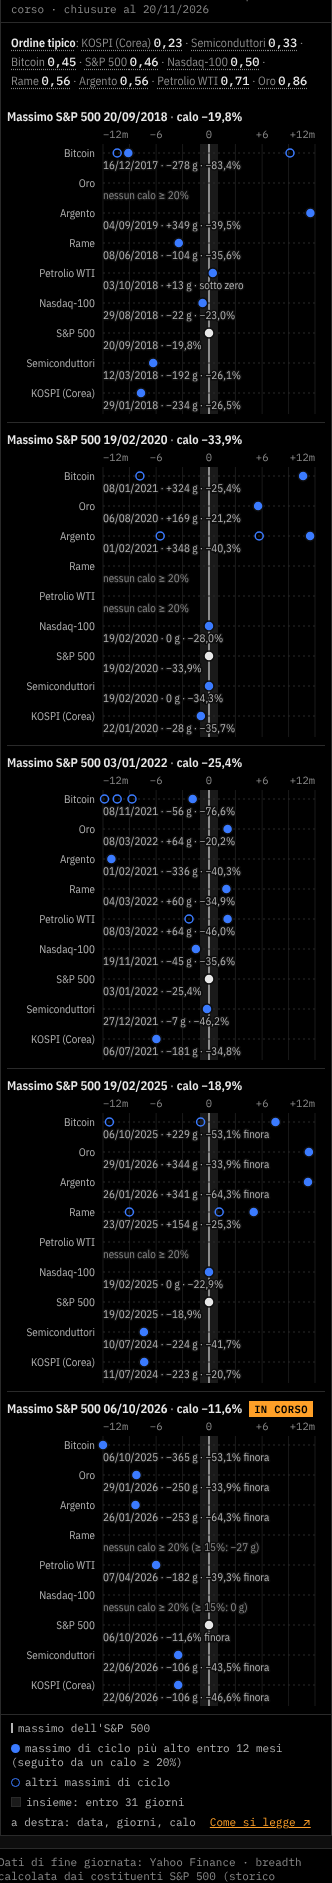 corso · chiusure al 20/11/2026
Ordine tipico: KOSPI (Corea) 0,23 · Semiconduttori 0,33 ·
Bitcoin 0,45 · S&P 500 0,46 · Nasdaq-100 0,50 ·
Rame 0,56 · Argento 0,56 · Petrolio WTI 0,71 · Oro 0,86
Massimo S&P 500 20/09/2018 · calo −19,8%
−12m −6 0 +6 +12m
Bitcoin
16/12/2017 · −278 g · −83,4%
Oro
nessun calo ≥ 20%
Argento
04/09/2019 · +349 g · −39,5%
Rame
08/06/2018 · −104 g · −35,6%
Petrolio WTI
03/10/2018 · +13 g · sotto zero
Nasdaq-100
29/08/2018 · −22 g · −23,0%
S&P 500
20/09/2018 · −19,8%
Semiconduttori
12/03/2018 · −192 g · −26,1%
KOSPI (Corea)
29/01/2018 · −234 g · −26,5%
Massimo S&P 500 19/02/2020 · calo −33,9%
−12m −6 0 +6 +12m
Bitcoin
08/01/2021 · +324 g · −25,4%
Oro
06/08/2020 · +169 g · −21,2%
Argento
01/02/2021 · +348 g · −40,3%
Rame
nessun calo ≥ 20%
Petrolio WTI
nessun calo ≥ 20%
Nasdaq-100
19/02/2020 · 0 g · −28,0%
S&P 500
19/02/2020 · −33,9%
Semiconduttori
19/02/2020 · 0 g · −34,3%
KOSPI (Corea)
22/01/2020 · −28 g · −35,7%
Massimo S&P 500 03/01/2022 · calo −25,4%
−12m −6 0 +6 +12m
Bitcoin
08/11/2021 · −56 g · −76,6%
Oro
08/03/2022 · +64 g · −20,2%
Argento
01/02/2021 · −336 g · −40,3%
Rame
04/03/2022 · +60 g · −34,9%
Petrolio WTI
08/03/2022 · +64 g · −46,0%
Nasdaq-100
19/11/2021 · −45 g · −35,6%
S&P 500
03/01/2022 · −25,4%
Semiconduttori
27/12/2021 · −7 g · −46,2%
KOSPI (Corea)
06/07/2021 · −181 g · −34,8%
Massimo S&P 500 19/02/2025 · calo −18,9%
−12m −6 0 +6 +12m
Bitcoin
06/10/2025 · +229 g · −53,1% finora
Oro
29/01/2026 · +344 g · −33,9% finora
Argento
26/01/2026 · +341 g · −64,3% finora
Rame
23/07/2025 · +154 g · −25,3%
Petrolio WTI
nessun calo ≥ 20%
Nasdaq-100
19/02/2025 · 0 g · −22,9%
S&P 500
19/02/2025 · −18,9%
Semiconduttori
10/07/2024 · −224 g · −41,7%
KOSPI (Corea)
11/07/2024 · −223 g · −20,7%
Massimo S&P 500 06/10/2026 · calo −11,6% IN CORSO
−12m −6 0 +6 +12m
Bitcoin
06/10/2025 · −365 g · −53,1% finora
Oro
29/01/2026 · −250 g · −33,9% finora
Argento
26/01/2026 · −253 g · −64,3% finora
Rame
nessun calo ≥ 20% (≥ 15%: −27 g)
Petrolio WTI
07/04/2026 · −182 g · −39,3% finora
Nasdaq-100
nessun calo ≥ 20% (≥ 15%: 0 g)
S&P 500
06/10/2026 · −11,6% finora
Semiconduttori
22/06/2026 · −106 g · −43,5% finora
KOSPI (Corea)
22/06/2026 · −106 g · −46,6% finora
massimo dell'S&P 500
massimo di ciclo più alto entro 12 mesi
(seguito da un calo ≥ 20%)
altri massimi di ciclo
insieme: entro 31 giorni
a destra: data, giorni, calo Come si legge ↗
Dati di fine giornata: Yahoo Finance · breadth
calcolata dai costituenti S&P 500 (storico